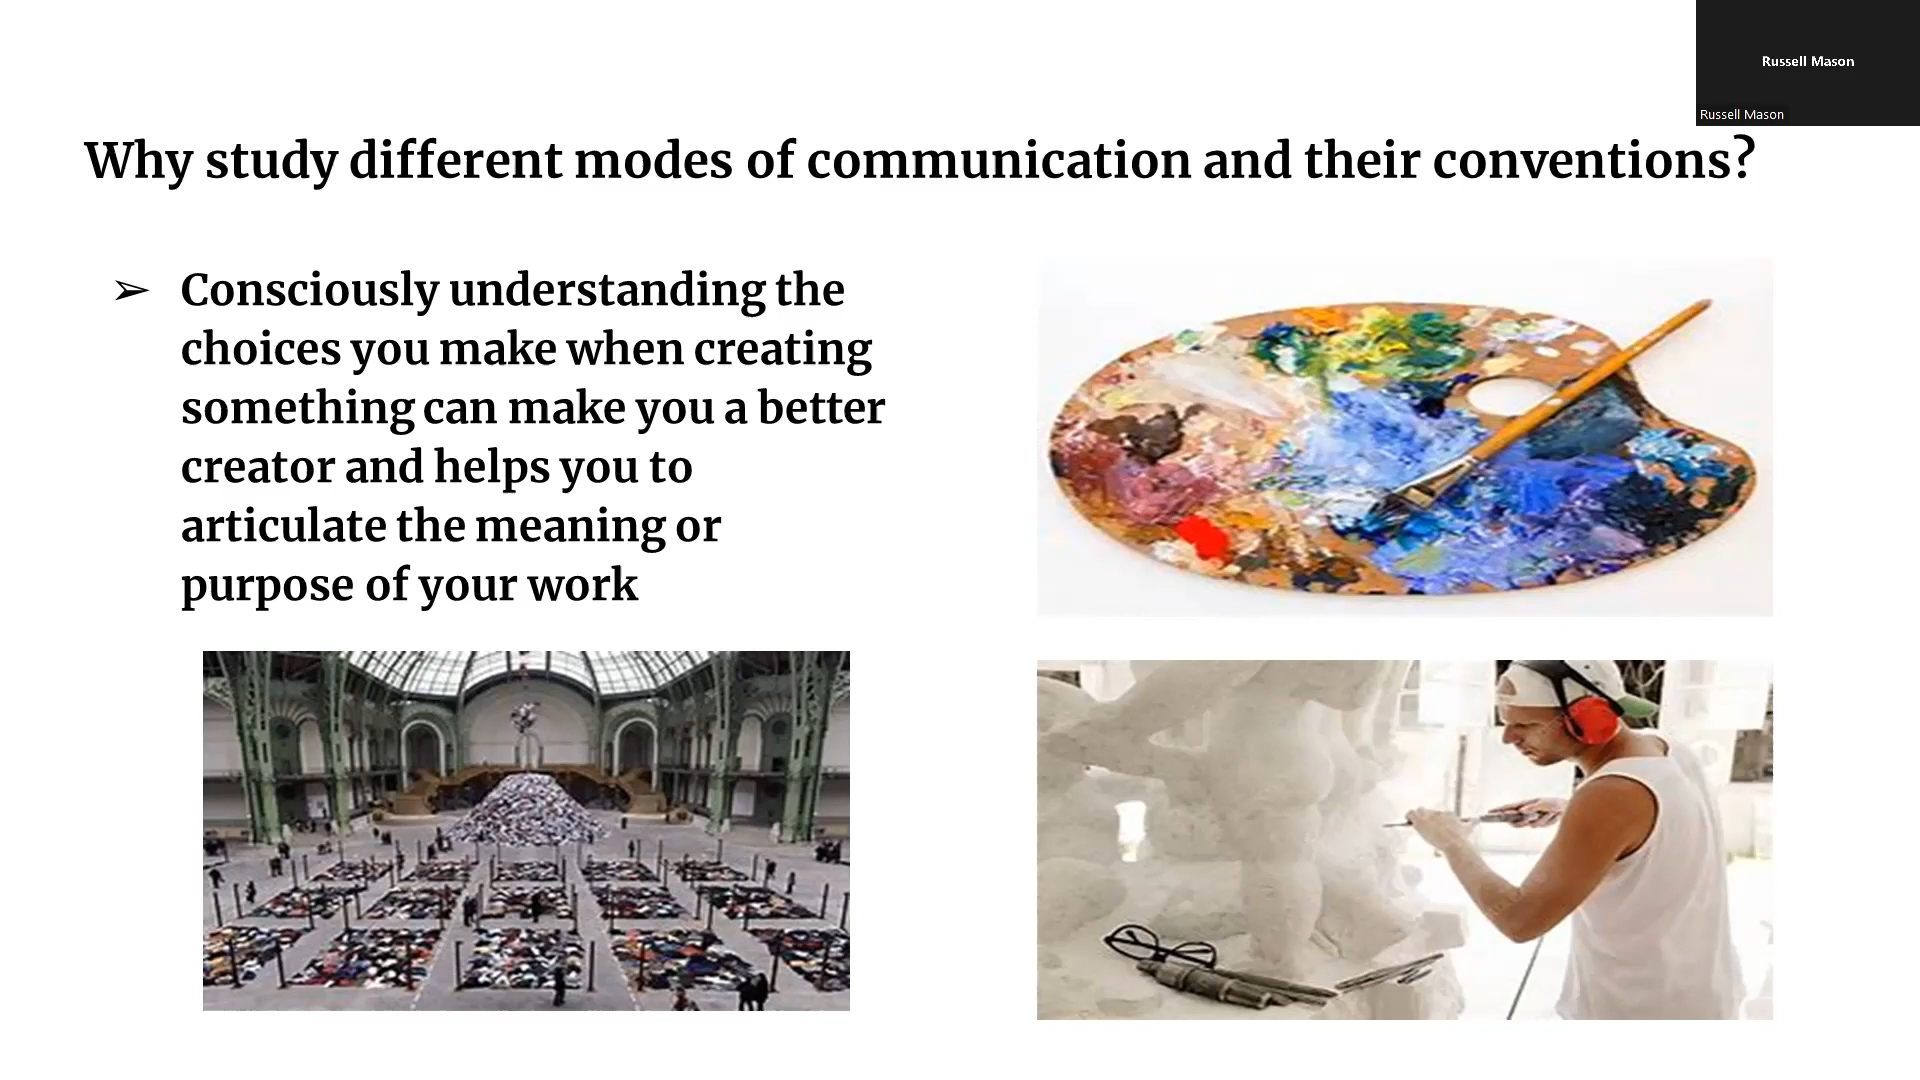 Russell Mason
Russell Mason
Why study different modes of communication and their conventions?
➢ Consciously understanding the
choices you make when creating
something can make you a better
creator and helps you to
articulate the meaning or
purpose of your work